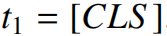 t₁ = [CLS]